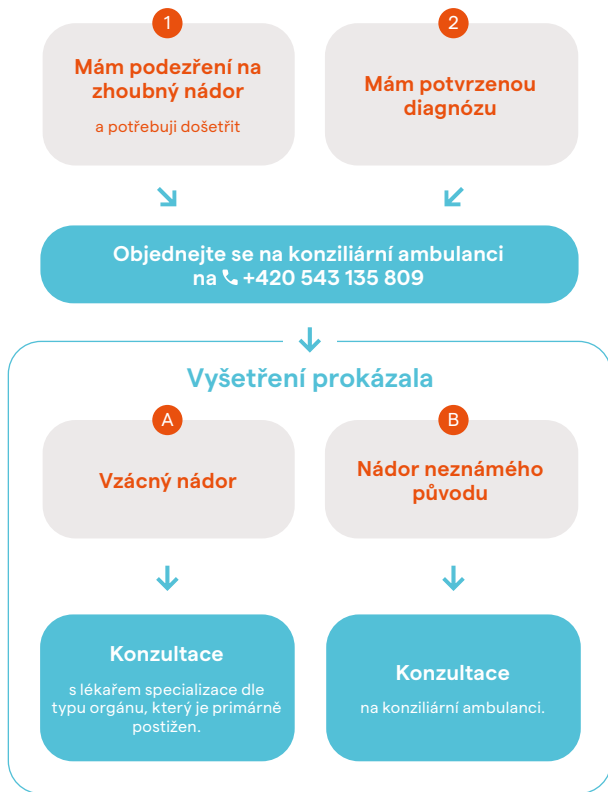 1
Mám podezření na
zhoubný nádor
a potřebuji došetřit
2
Mám potvrzenou
diagnózu
Objednejte se na konziliární ambulanci
na +420 543 135 809
Vyšetření prokázala
A
Vzácný nádor
B
Nádor neznámého
původu
Konzultace
s lékařem specializace dle
typu orgánu, který je primárně
postižen.
Konzultace
na konziliární ambulanci.